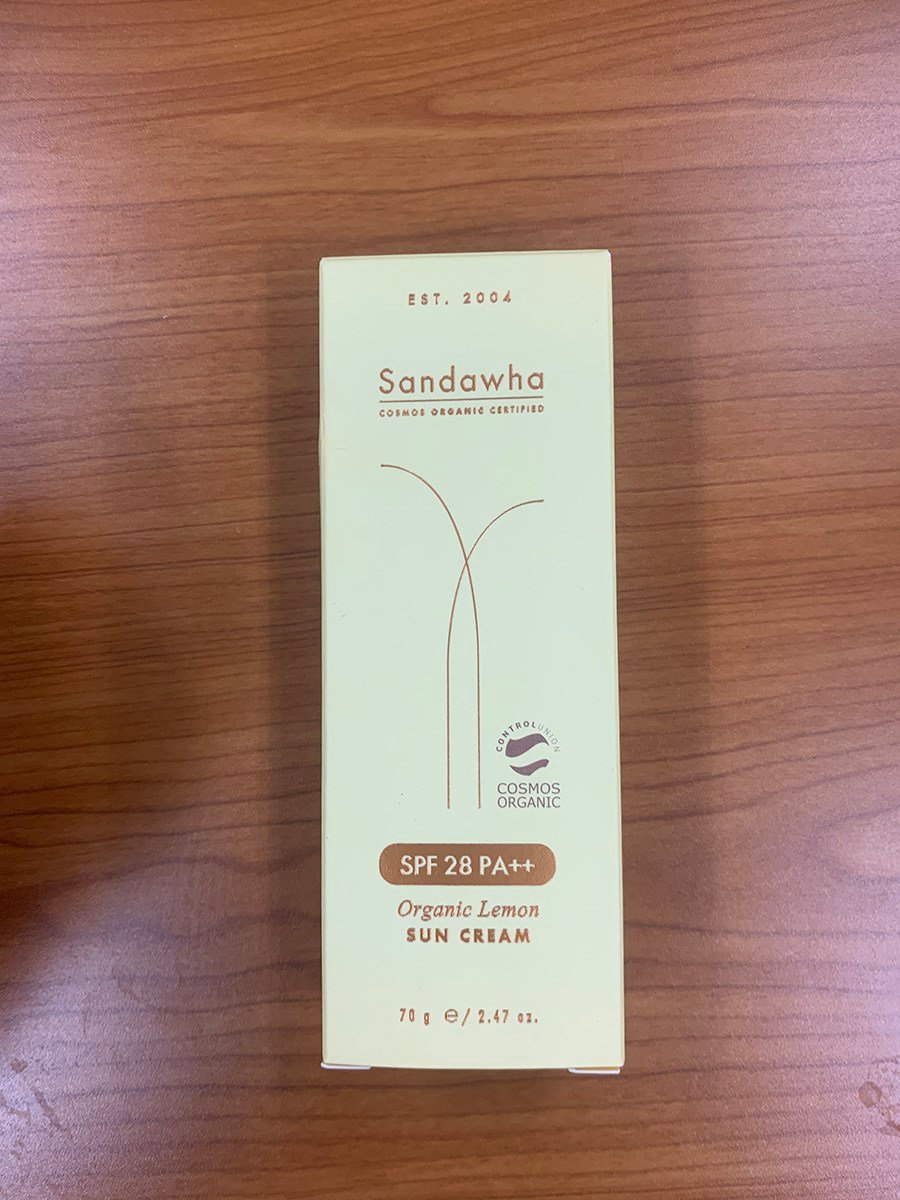 EST. 2004
Sandawha
COSMOS ORGANIC CERTIFIED
CONTROLUNION
COSMOS
ORGANIC
SPF 28 PA++
Organic Lemon
SUN CREAM
70 g ℮/ 2.47 oz.